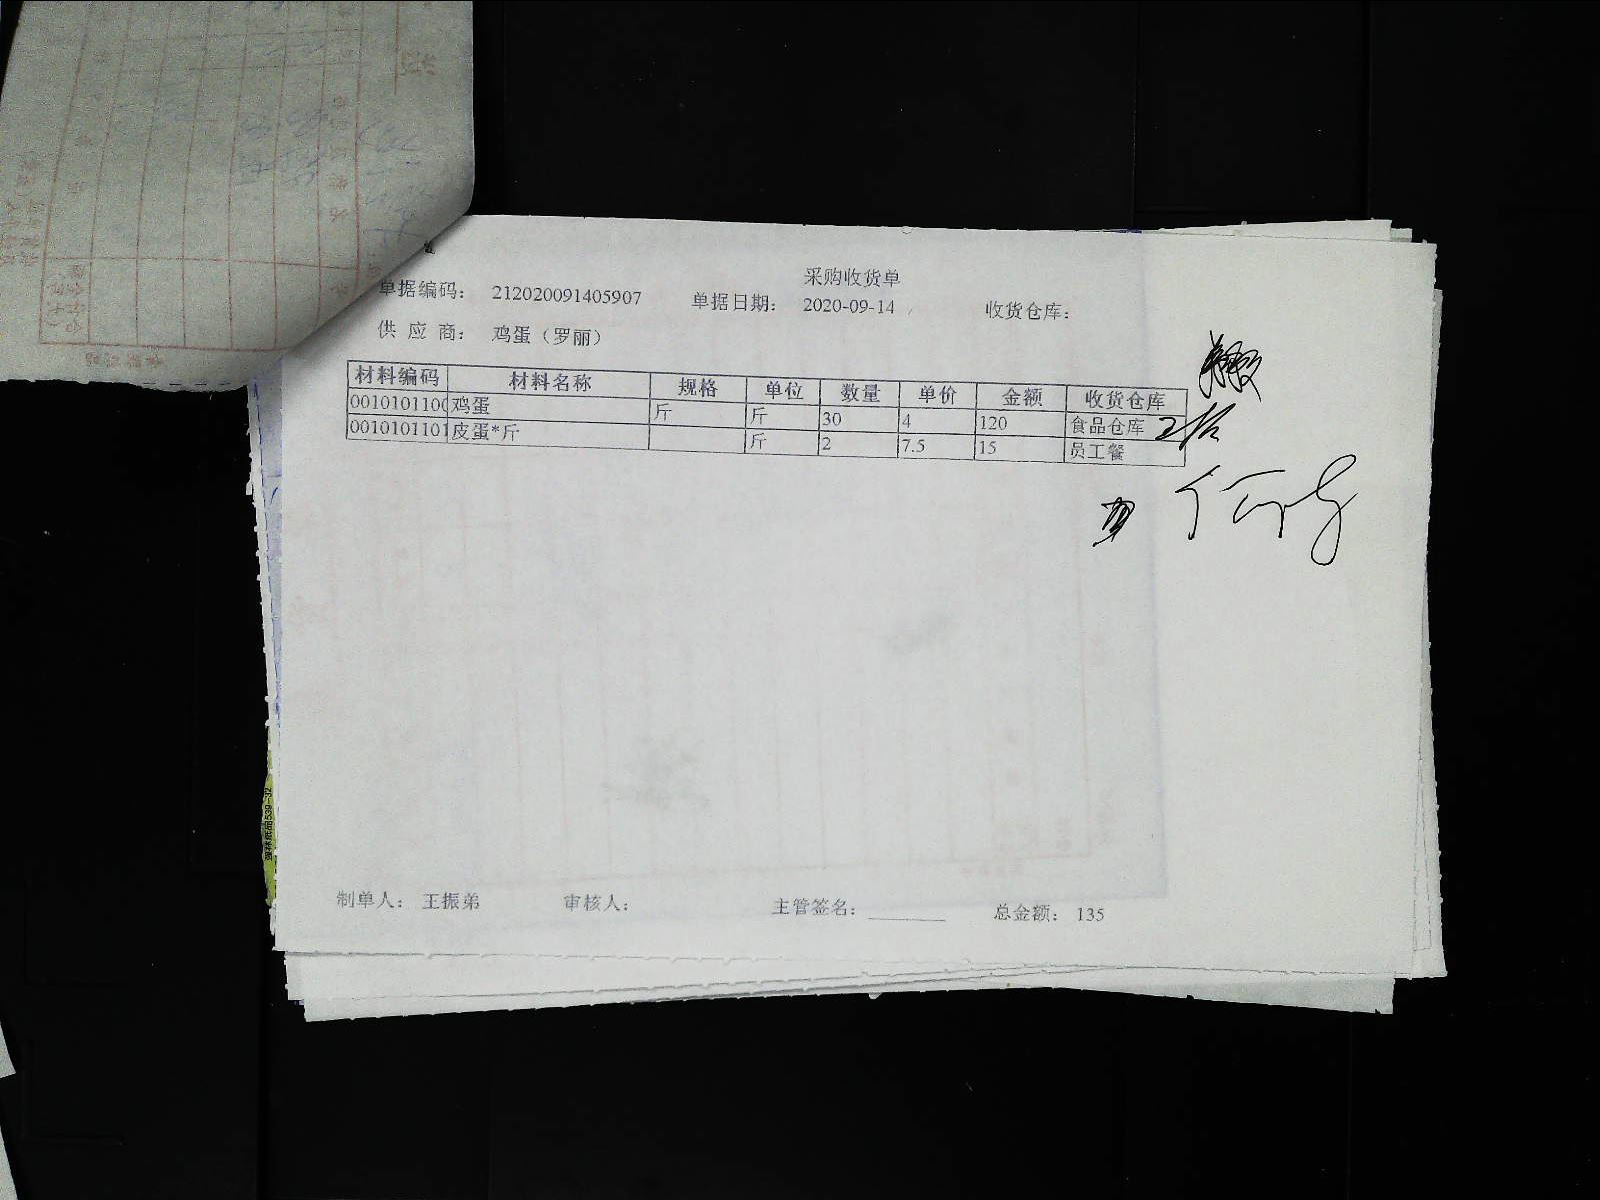 采购收货单
单据编码： 212020091405907 单据日期： 2020-09-14 收货仓库：
供 应 商： 鸡蛋（罗丽）
材料编码 材料名称 规格 单位 数量 单价 金额 收货仓库
0010101100 鸡蛋 斤 斤 30 4 120 食品仓库
0010101101 皮蛋*斤 斤 2 7.5 15 员工餐
制单人： 王振弟 审核人： 主管签名： 总金额： 135